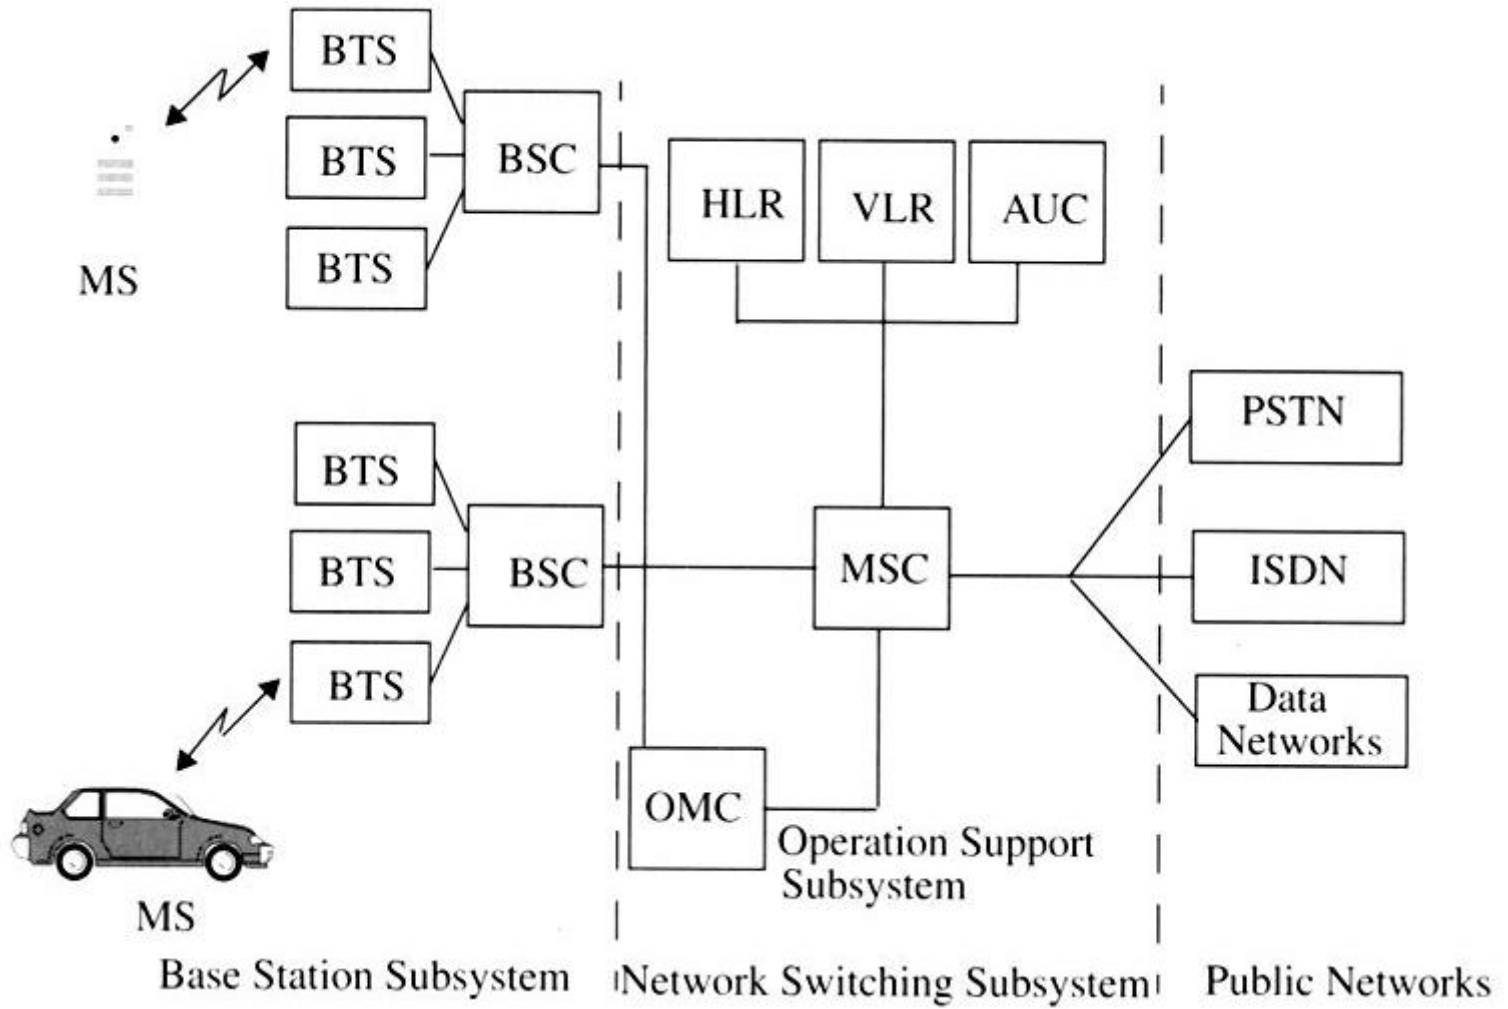 BTS
BTS
BTS
BSC
MS
HLR
VLR
AUC
BTS
BTS
BTS
BSC
MSC
PSTN
ISDN
Data
Networks
OMC
Operation Support
Subsystem
MS
Base Station Subsystem
Network Switching Subsystem
Public Networks